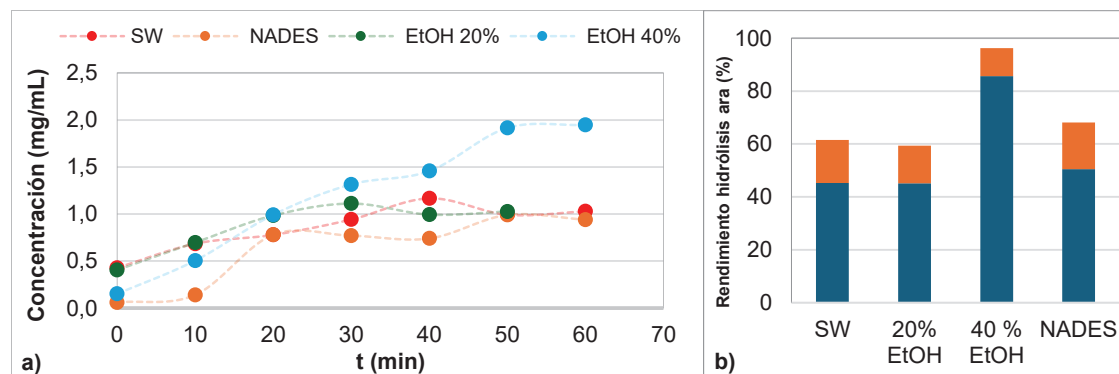 SW NADES EtOH 20% EtOH 40%
Concentración (mg/mL)
2,5
2,0
1,5
1,0
0,5
0,0
0 10 20 30 40 50 60 70
t (min)
a)
Rendimiento hidrólisis ara (%)
100
80
60
40
20
0
SW 20% EtOH 40 % EtOH NADES
b)